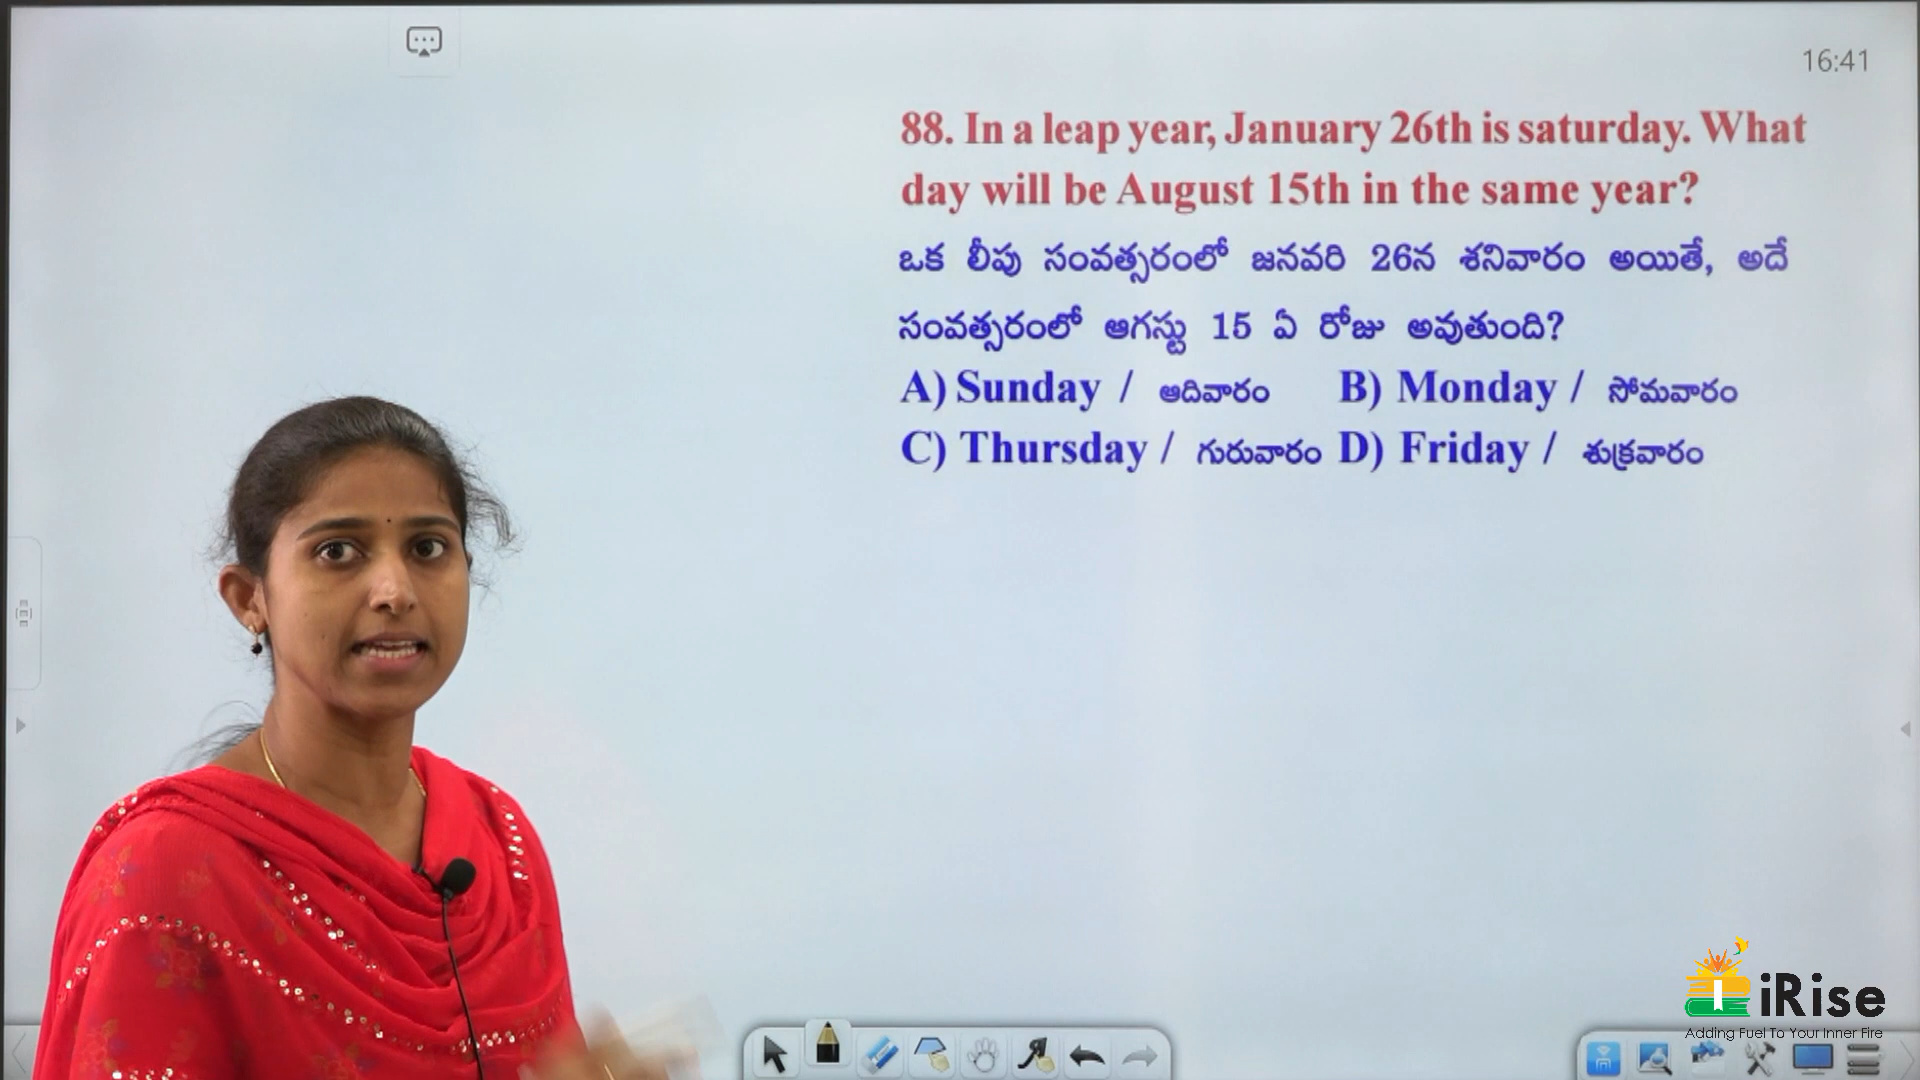 16:41
88. In a leap year, January 26th is saturday. What
day will be August 15th in the same year?
ఒక లీపు సంవత్సరంలో జనవరి 26న శనివారం అయితే, అదే
సంవత్సరంలో ఆగస్టు 15 ఏ రోజు అవుతుంది?
A) Sunday / ఆదివారం B) Monday / సోమవారం
C) Thursday / గురువారం D) Friday / శుక్రవారం
iRise
Adding Fuel To Your Inner Fire